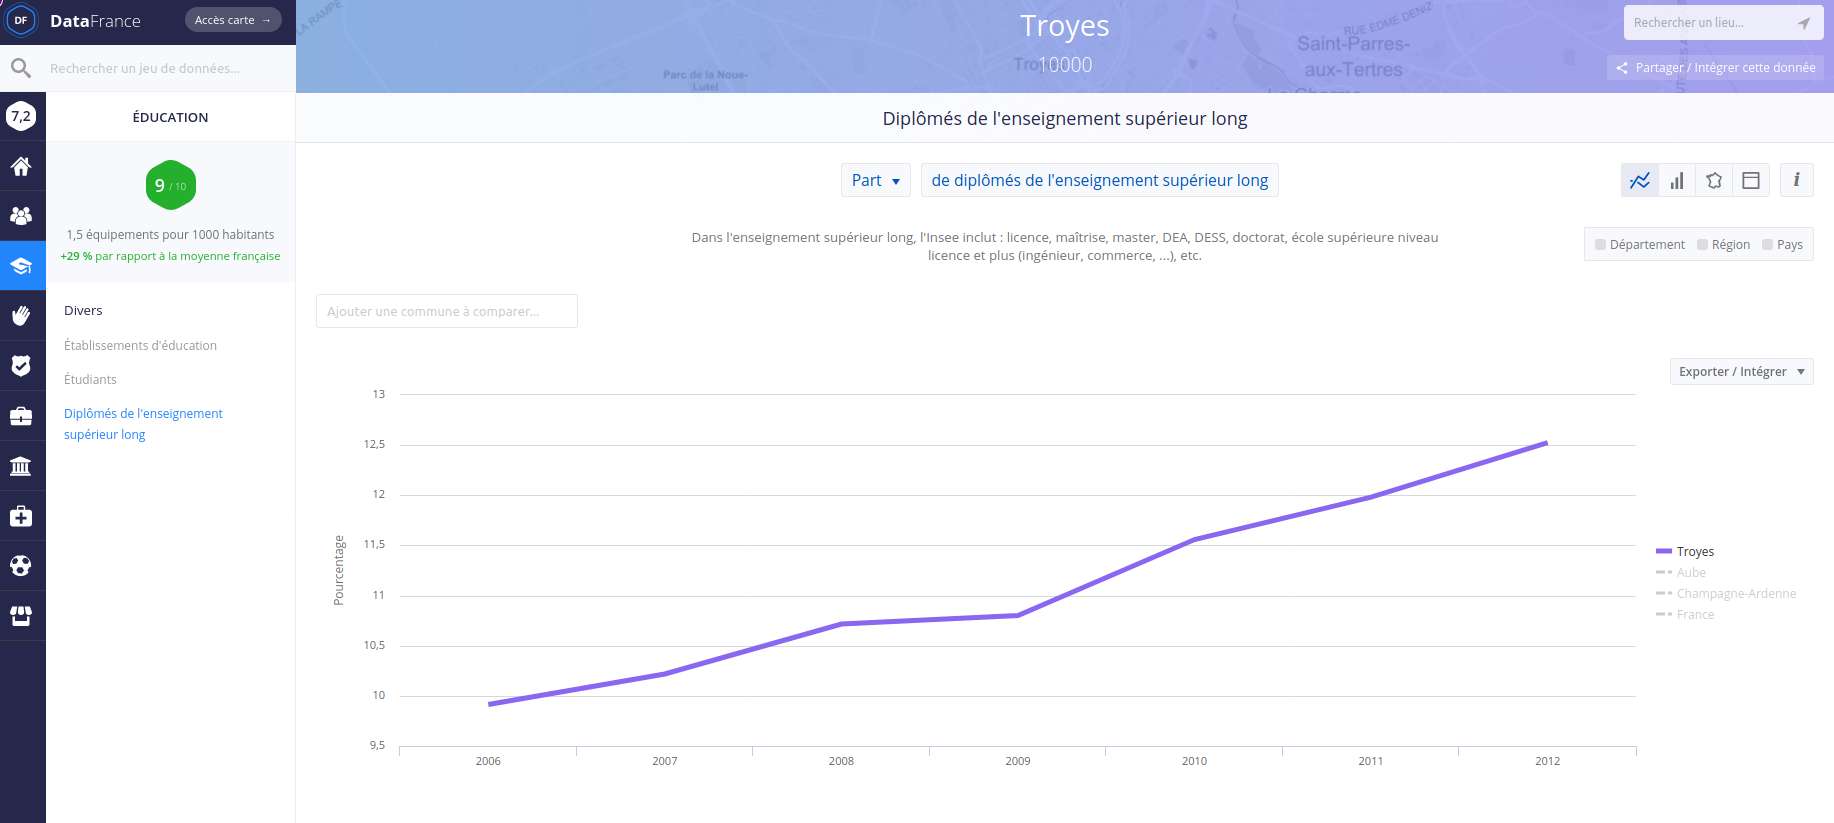 DF
DataFrance
Accès carte →
LA RAMPE
Parc de la Noue-
Lutel
Troyes
10000
RUE EDME DENIZ
Saint-Parres-
aux-Tertres
Rechercher un lieu...
Partager / Intégrer cette donnée
Rechercher un jeu de données...
7,2
ÉDUCATION
9 / 10
1,5 équipements pour 1000 habitants
+29 % par rapport à la moyenne française
Divers
Établissements d'éducation
Étudiants
Diplômés de l'enseignement
supérieur long
Diplômés de l'enseignement supérieur long
Part ▼
de diplômés de l'enseignement supérieur long
i
Dans l'enseignement supérieur long, l'Insee inclut : licence, maîtrise, master, DEA, DESS, doctorat, école supérieure niveau
licence et plus (ingénieur, commerce, ...), etc.
Département Région Pays
Ajouter une commune à comparer...
Exporter / Intégrer ▼
Pourcentage
13
12,5
12
11,5
11
10,5
10
9,5
2006 2007 2008 2009 2010 2011 2012
Troyes
Aube
Champagne-Ardenne
France